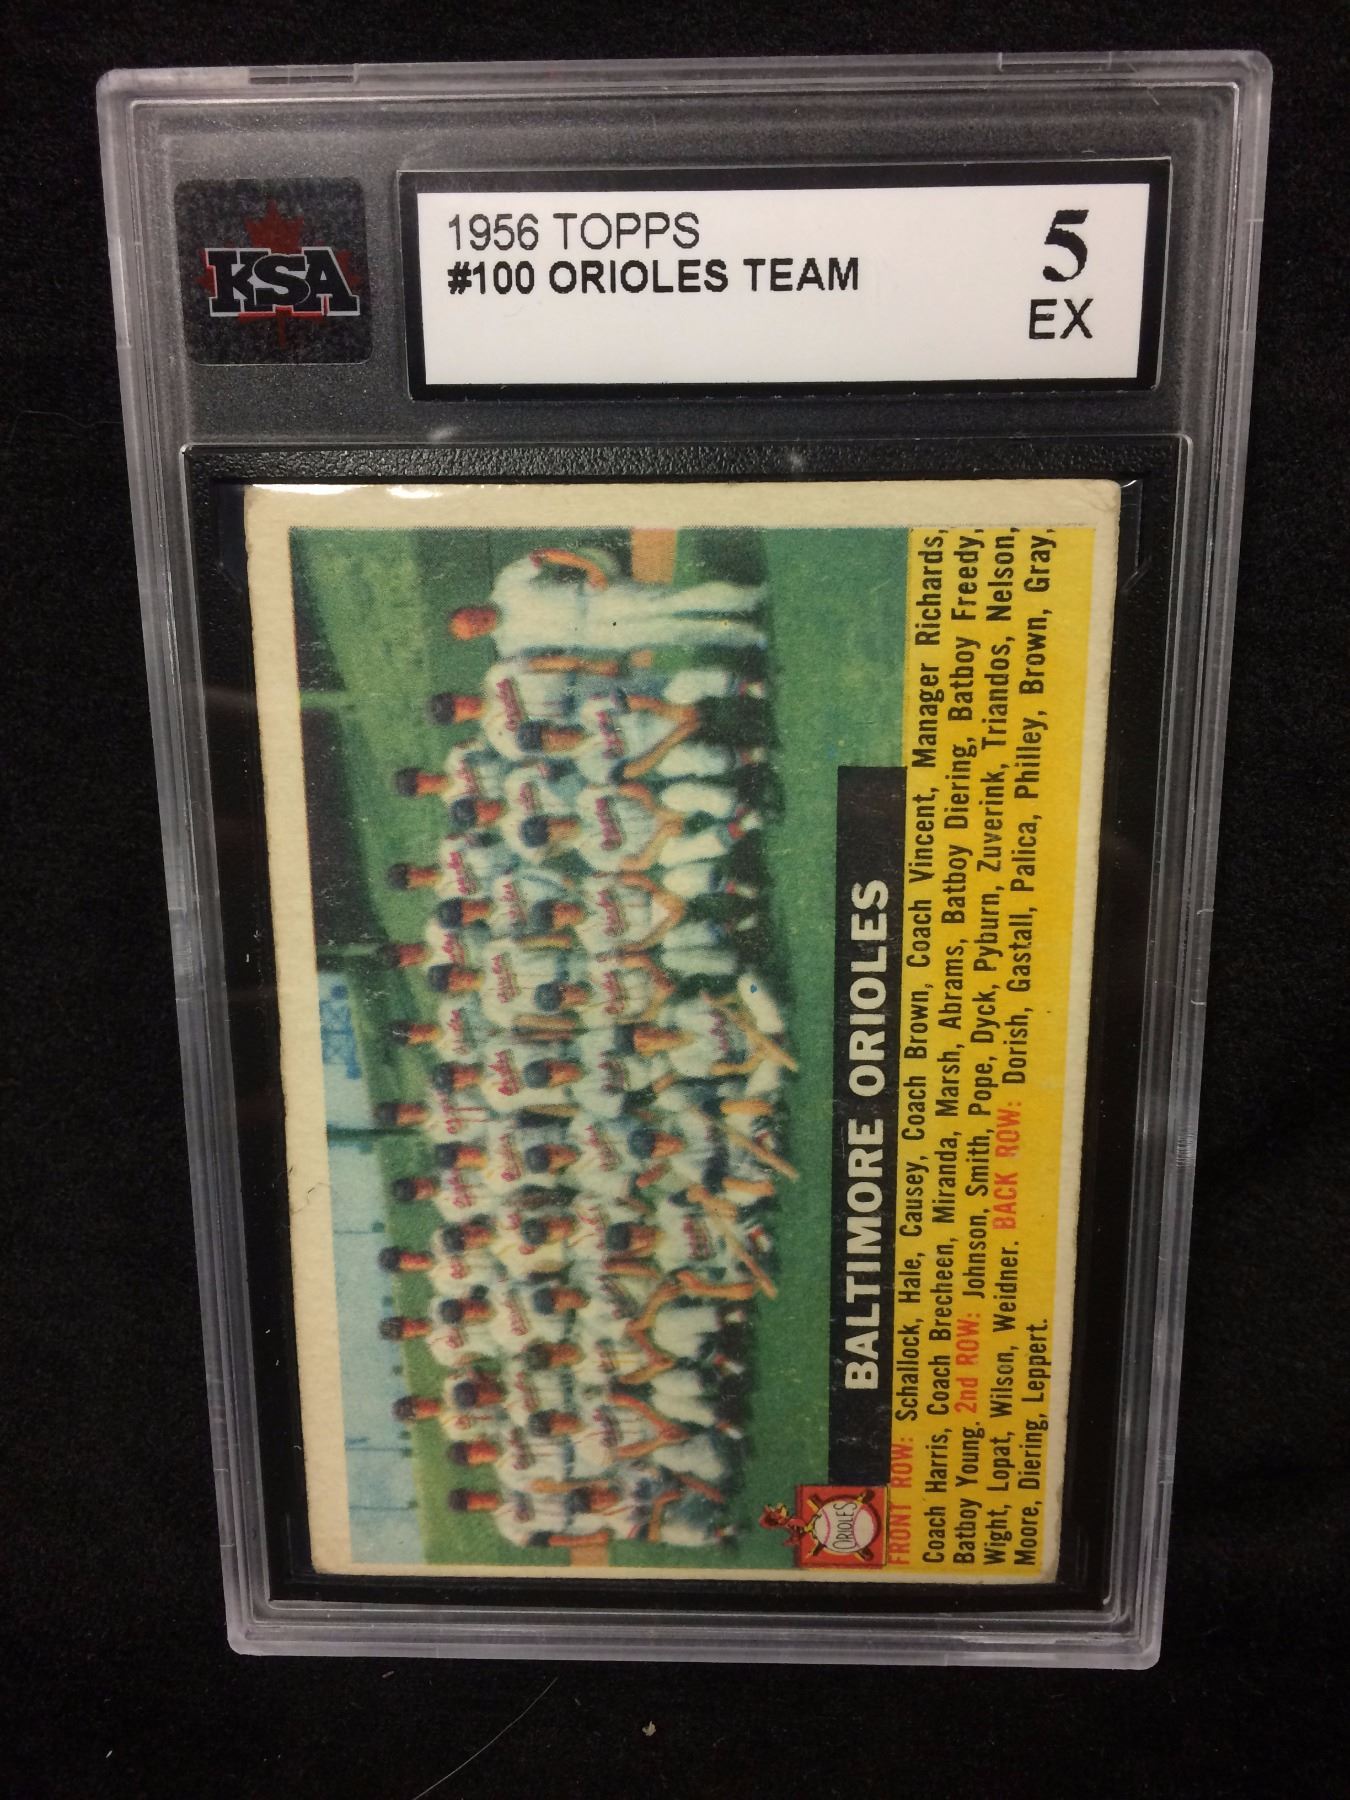 KSA
1956 TOPPS
#100 ORIOLES TEAM
5
EX
BALTIMORE ORIOLES
ORIOLES
FRONT ROW: Schallock, Hale, Causey, Coach Brown, Coach Vincent, Manager Richards,
Coach Harris, Coach Brecheen, Miranda, Marsh, Abrams, Batboy Diering, Batboy Freedy,
Batboy Young. 2nd ROW: Johnson, Smith, Pope, Dyck, Pyburn, Zuverink, Triandos, Nelson,
Wight, Lopat, Wilson, Weidner. BACK ROW: Dorish, Gastall, Palica, Philley, Brown, Gray,
Moore, Diering, Leppert.